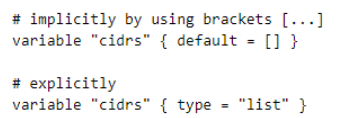 # implicitly by using brackets [...]
variable "cidrs" { default = [] }
# explicitly
variable "cidrs" { type = "list" }